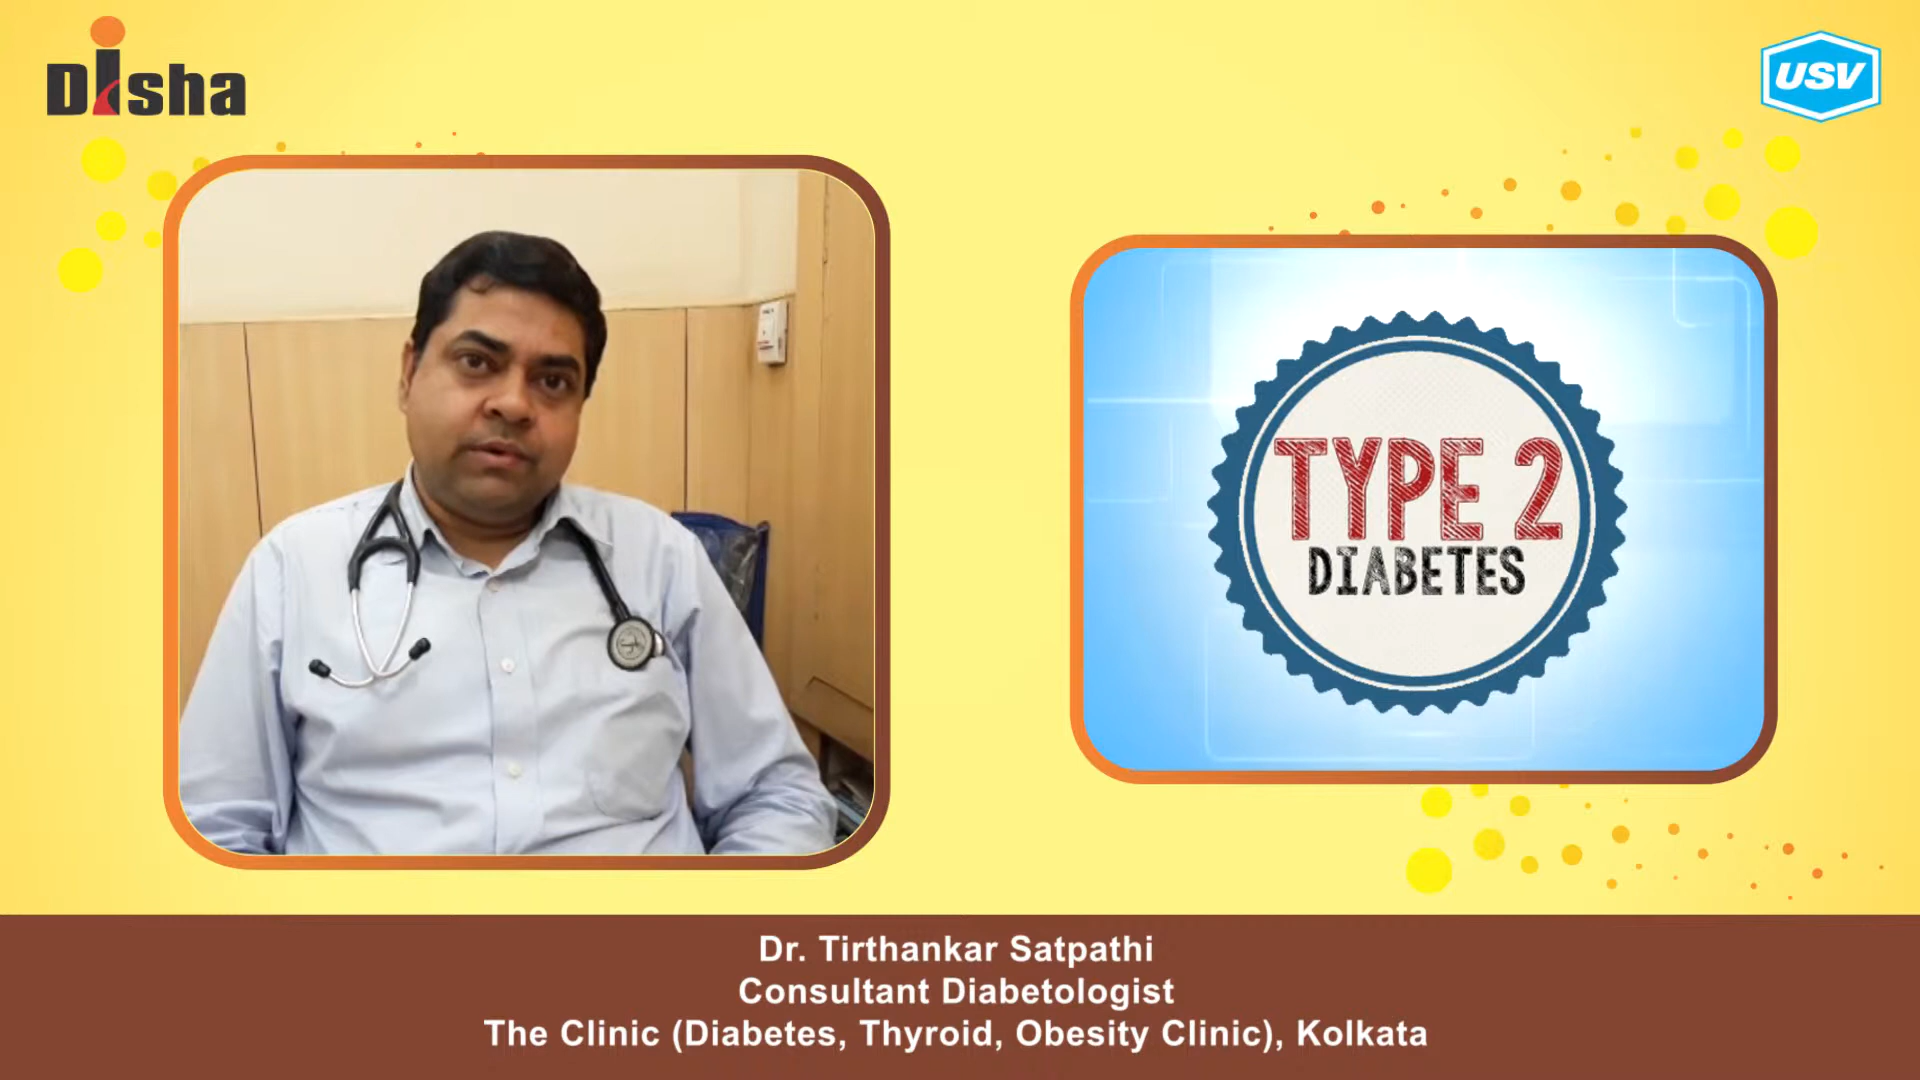 Disha
USV
TYPE 2
DIABETES
Dr. Tirthankar Satpathi
Consultant Diabetologist
The Clinic (Diabetes, Thyroid, Obesity Clinic), Kolkata